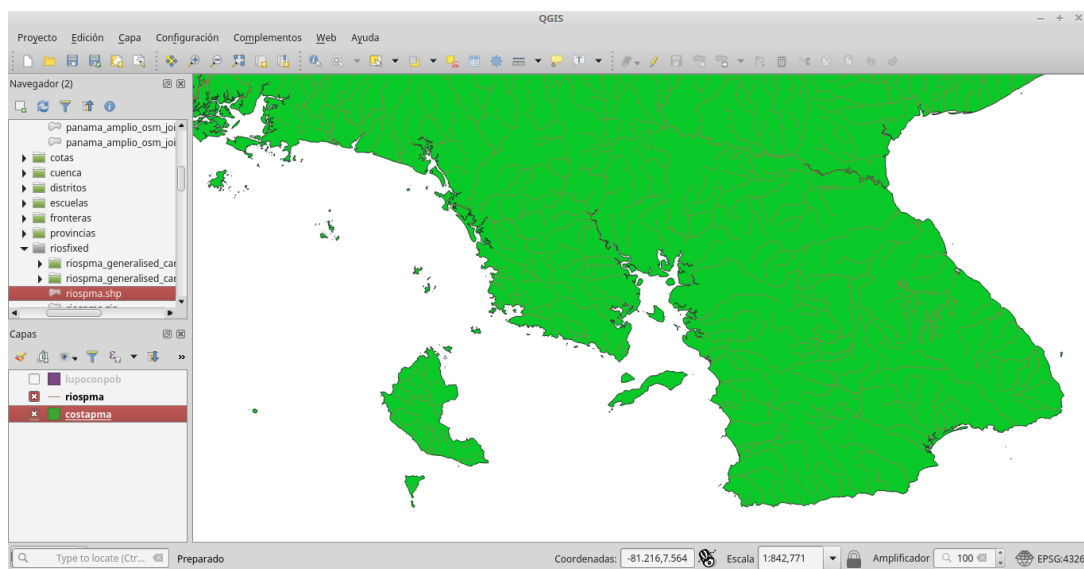 QGIS
Proyecto Edición Capa Configuración Complementos Web Ayuda
Navegador (2)
panama_amplio_osm_joi
panama_amplio_osm_joi
cotas
cuenca
distritos
escuelas
fronteras
provincias
riosfixed
riospma_generalised_car
riospma_generalised_car
riospma.shp
Capas
lupoconpob
riospma
costapma
Type to locate (Ctr... Preparado Coordenadas: -81.216,7.564 Escala 1:842,771 Amplificador 100 EPSG:4326